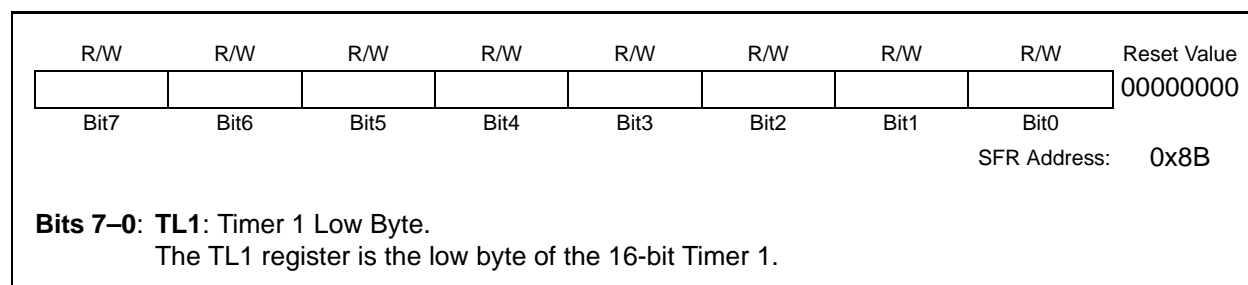 R/W R/W R/W R/W R/W R/W R/W R/W Reset Value
00000000
Bit7 Bit6 Bit5 Bit4 Bit3 Bit2 Bit1 Bit0
SFR Address: 0x8B
Bits 7–0: TL1: Timer 1 Low Byte.
The TL1 register is the low byte of the 16-bit Timer 1.